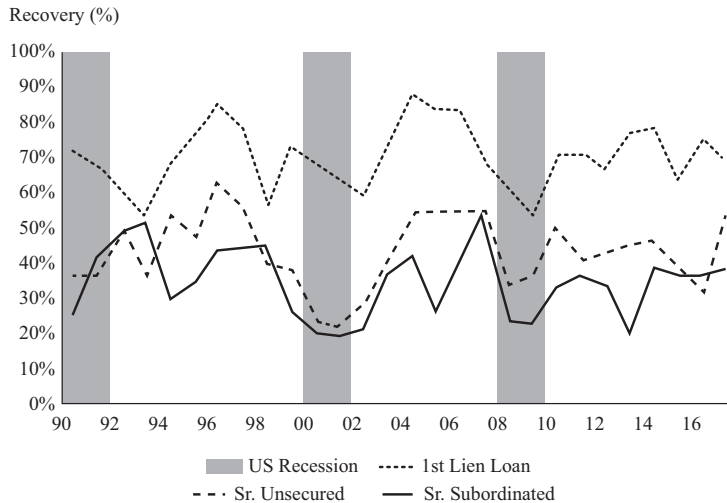 Recovery (%)
100%
90%
80%
70%
60%
50%
40%
30%
20%
10%
0%
90 92 94 96 98 00 02 04 06 08 10 12 14 16
US Recession 1st Lien Loan
Sr. Unsecured Sr. Subordinated